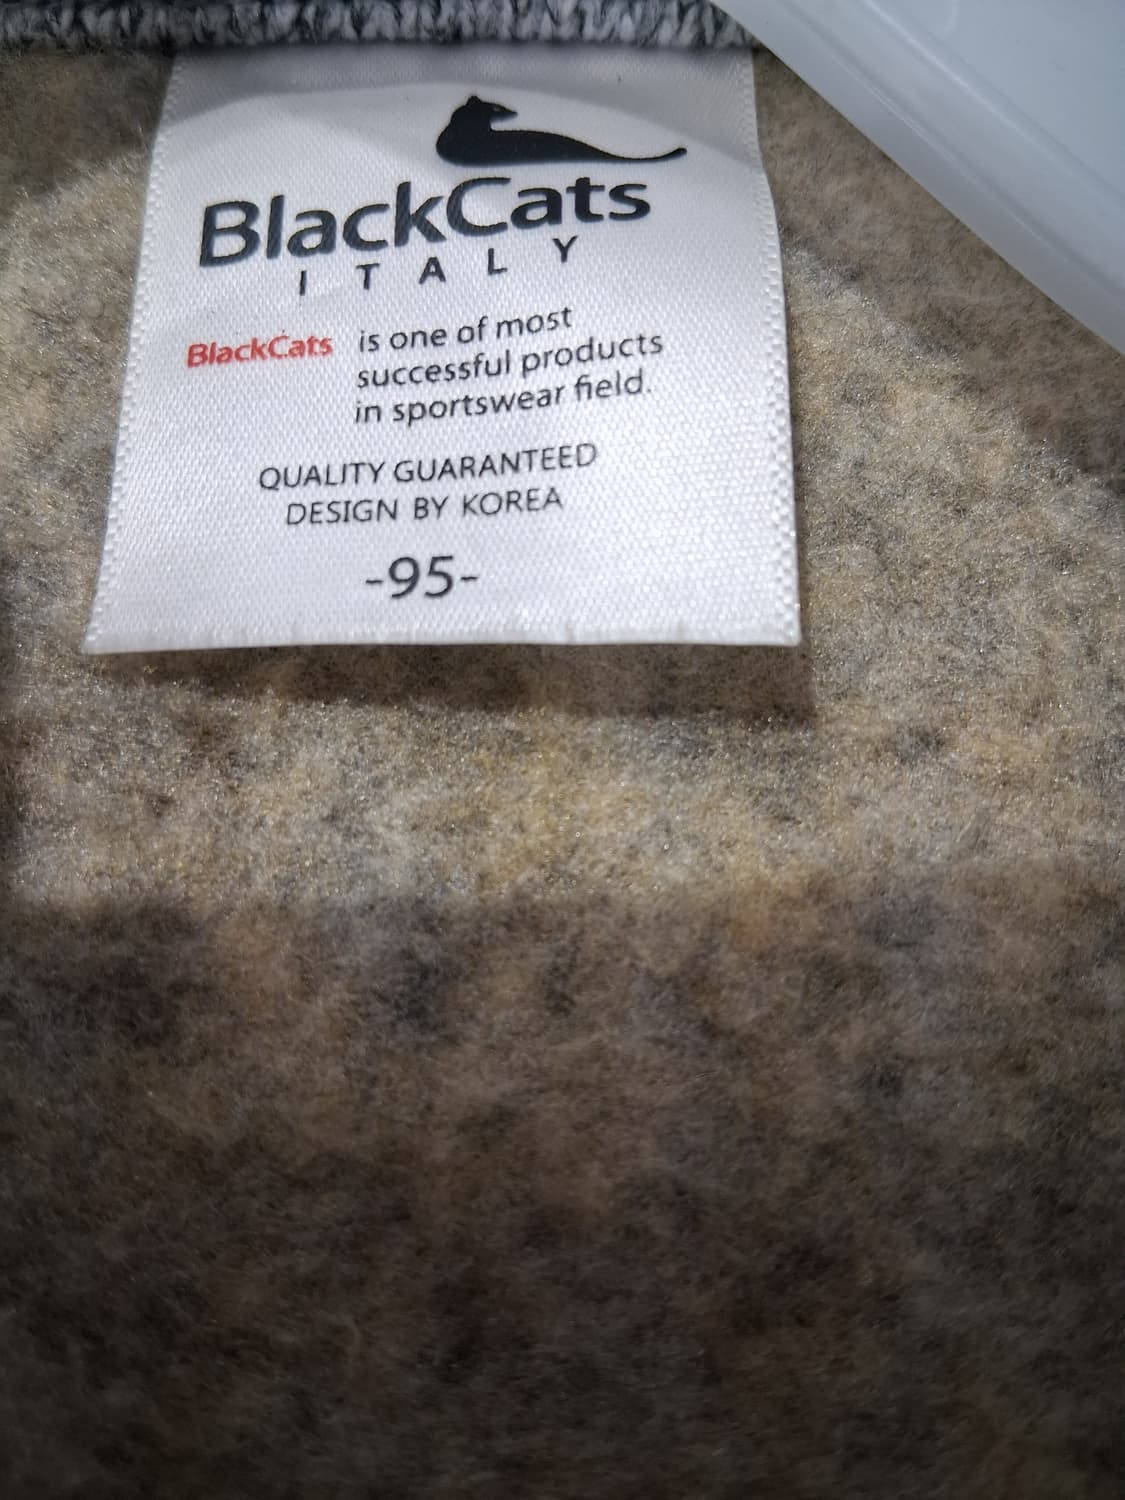 BlackCats
ITALY
BlackCats is one of most
successful products
in sportswear field.
QUALITY GUARANTEED
DESIGN BY KOREA
-95-